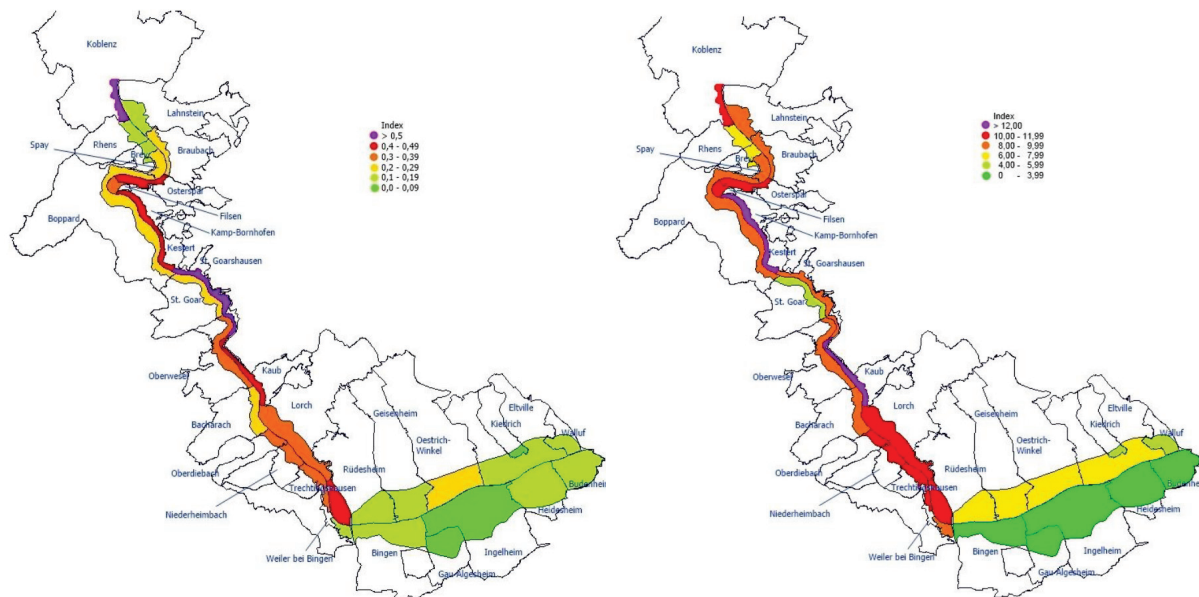 Koblenz
Lahnstein
Spay
Rhens
Brey
Braubach
Osterspai
Filsen
Boppard
Kamp-Bornhofen
Kestert
St. Goarshausen
St. Goar
Oberwesel
Kaub
Lorch
Bacharach
Geisenheim
Eltville
Kiedrich
Oestrich-
Winkel
Walluf
Oberdiebach
Rüdesheim
Trechtingshausen
Budenheim
Niederheimbach
Heidesheim
Weiler bei Bingen
Bingen
Ingelheim
Gau-Algesheim
Index
> 0,5
0,4 - 0,49
0,3 - 0,39
0,2 - 0,29
0,1 - 0,19
0,0 - 0,09
Koblenz
Lahnstein
Spay
Rhens
Brey
Braubach
Osterspai
Filsen
Boppard
Kamp-Bornhofen
Kestert
St. Goarshausen
St. Goar
Oberwesel
Kaub
Lorch
Bacharach
Geisenheim
Eltville
Kiedrich
Oestrich-
Winkel
Walluf
Oberdiebach
Rüdesheim
Trechtingshausen
Budenheim
Niederheimbach
Heidesheim
Weiler bei Bingen
Bingen
Ingelheim
Gau-Algesheim
Index
> 12,00
10,00 - 11,99
8,00 - 9,99
6,00 - 7,99
4,00 - 5,99
0 - 3,99